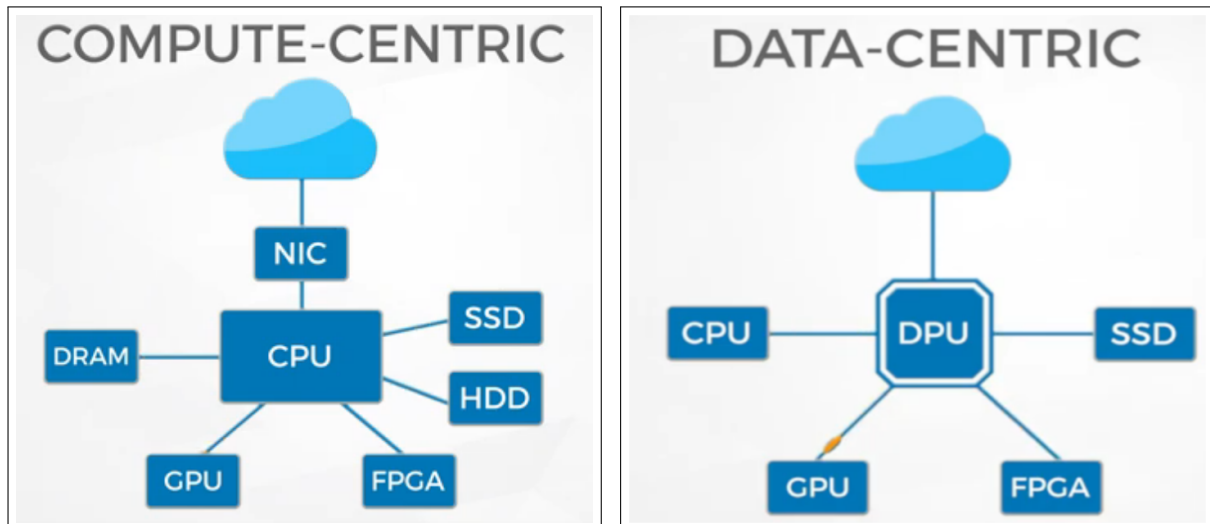 COMPUTE-CENTRIC
NIC
SSD
DRAM
CPU
HDD
GPU
FPGA
DATA-CENTRIC
CPU
DPU
SSD
GPU
FPGA